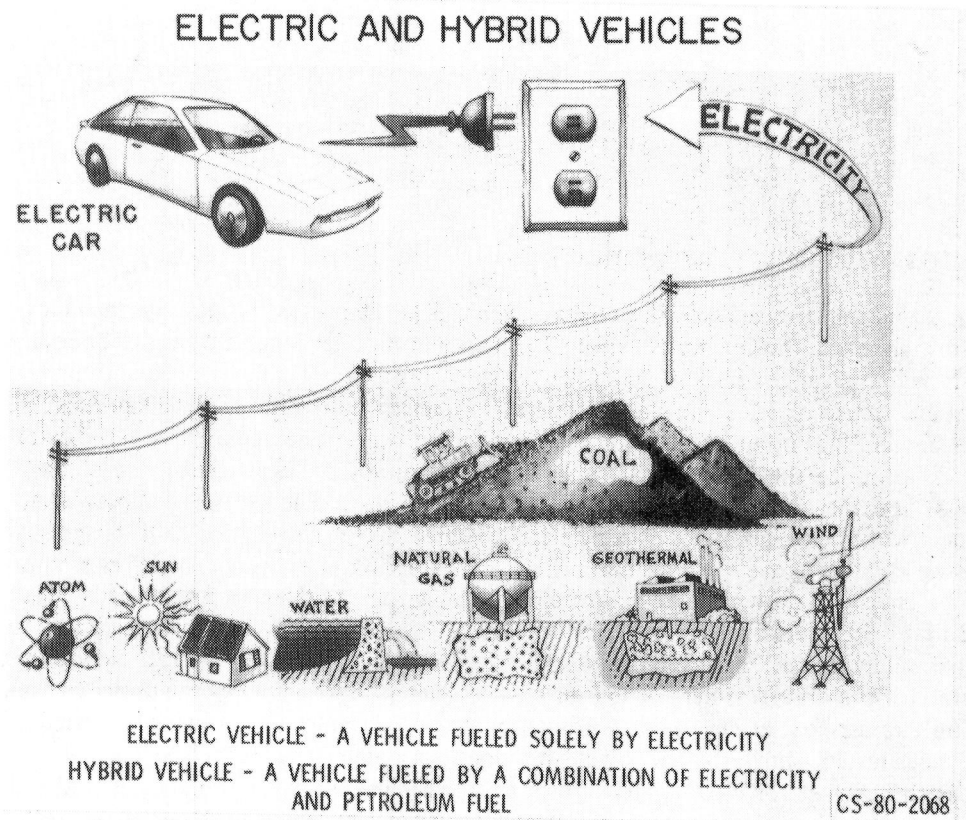 ELECTRIC AND HYBRID VEHICLES
ELECTRICITY
ELECTRIC
CAR
COAL
WIND
NATURAL
GAS
GEOTHERMAL
SUN
ATOM
WATER
ELECTRIC VEHICLE - A VEHICLE FUELED SOLELY BY ELECTRICITY
HYBRID VEHICLE - A VEHICLE FUELED BY A COMBINATION OF ELECTRICITY
AND PETROLEUM FUEL
CS-80-2068